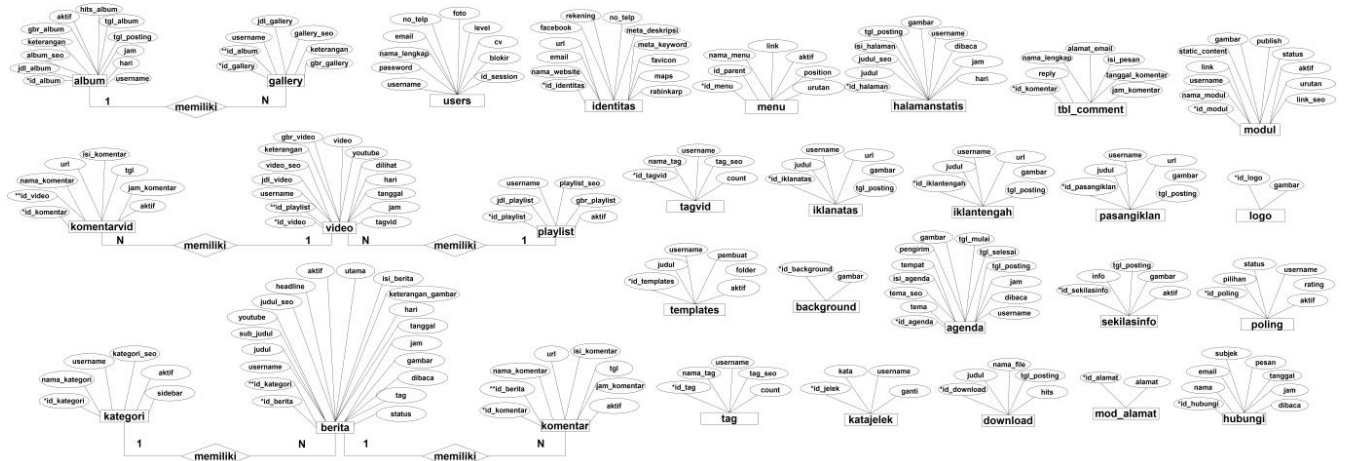 hits_album
aktif
tgl_album
gbr_album
tgl_posting
keterangan
jam
album_seo
hari
jdl_album
username
*id_album
album
jdl_gallery
username
gallery_seo
**id_album
keterangan
*id_gallery
gbr_gallery
gallery
1
memiliki
N
foto
no_telp
level
email
cv
nama_lengkap
blokir
password
id_session
username
users
rekening
no_telp
facebook
meta_deskripsi
url
meta_keyword
email
favicon
nama_website
maps
*id_identitas
rabinkarp
identitas
link
nama_menu
aktif
id_parent
position
*id_menu
urutan
menu
gambar
tgl_posting
username
isi_halaman
dibaca
judul_seo
jam
judul
hari
*id_halaman
halamanstatis
alamat_email
nama_lengkap
isi_pesan
reply
tanggal_komentar
*id_komentar
jam_komentar
tbl_comment
gambar
publish
static_content
status
link
aktif
username
urutan
nama_modul
link_seo
*id_modul
modul
isi_komentar
url
tgl
nama_komentar
jam_komentar
**id_video
aktif
*id_komentar
komentarvid
N
memiliki
1
gbr_video
video
keterangan
youtube
video_seo
dilihat
jdl_video
hari
username
tanggal
**id_playlist
jam
*id_video
tagvid
video
N
memiliki
1
username
playlist_seo
jdl_playlist
gbr_playlist
*id_playlist
aktif
playlist
username
nama_tag
tag_seo
*id_tagvid
count
tagvid
username
url
judul
gambar
*id_iklanatas
tgl_posting
iklanatas
username
url
judul
gambar
*id_iklantengah
tgl_posting
iklantengah
username
url
judul
gambar
*id_pasangiklan
tgl_posting
pasangiklan
*id_logo
gambar
logo
username
pembuat
judul
folder
*id_templates
aktif
templates
*id_background
gambar
background
gambar
tgl_mulai
pengirim
tgl_selesai
tempat
tgl_posting
isi_agenda
jam
tema_seo
dibaca
tema
username
*id_agenda
agenda
tgl_posting
info
gambar
*id_sekilasinfo
aktif
sekilasinfo
status
username
pilihan
rating
*id_poling
aktif
poling
username
kategori_seo
nama_kategori
aktif
*id_kategori
sidebar
kategori
1
memiliki
N
aktif
utama
headline
isi_berita
judul_seo
keterangan_gambar
youtube
hari
sub_judul
tanggal
judul
jam
username
gambar
**id_kategori
dibaca
*id_berita
tag
status
berita
1
memiliki
N
url
isi_komentar
nama_komentar
tgl
**id_berita
jam_komentar
*id_komentar
aktif
komentar
username
nama_tag
tag_seo
*id_tag
count
tag
kata
username
*id_jelek
ganti
katajelek
nama_file
judul
tgl_posting
*id_download
hits
download
*id_alamat
alamat
mod_alamat
subjek
pesan
email
tanggal
nama
jam
*id_hubungi
dibaca
hubungi